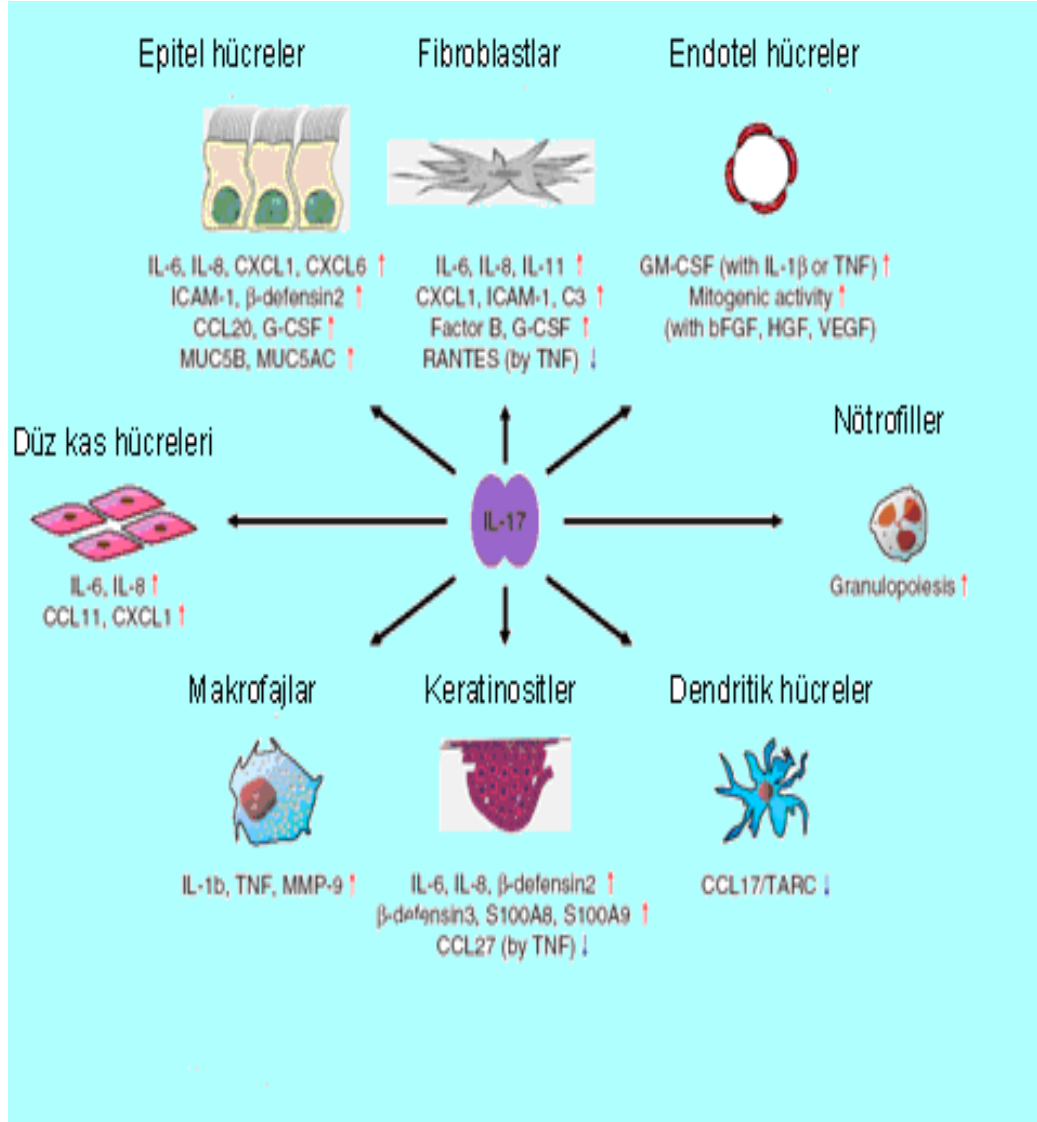 Epitel hücreler
Fibroblastlar
Endotel hücreler
IL-6, IL-8, CXCL1, CXCL6 ↑
ICAM-1, β-defensin2 ↑
CCL20, G-CSF ↑
MUC5B, MUC5AC ↑
IL-6, IL-8, IL-11 ↑
CXCL1, ICAM-1, C3 ↑
Factor B, G-CSF ↑
RANTES (by TNF) ↓
GM-CSF (with IL-1β or TNF) ↑
Mitogenic activity ↑
(with bFGF, HGF, VEGF)
Düz kas hücreleri
IL-6, IL-8 ↑
CCL11, CXCL1 ↑
IL-17
Nötrofiller
Granulopoiesis ↑
Makrofajlar
IL-1b, TNF, MMP-9 ↑
Keratinositler
IL-6, IL-8, β-defensin2 ↑
β-defensin3, S100A8, S100A9 ↑
CCL27 (by TNF) ↓
Dendritik hücreler
CCL17/TARC ↓